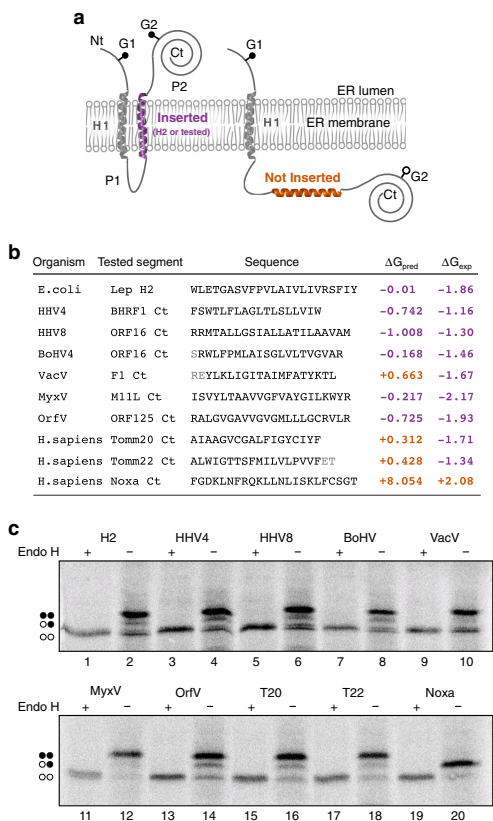 a
Nt G1 G2 Ct P2 G1
ER lumen
H1 Inserted H1 ER membrane
(H2 or tested)
Not Inserted
P1 G2
Ct
b
Organism Tested segment Sequence ΔGpred ΔGexp
E.coli Lep H2 WLETGASVFPVLAIVLIVRSFIY -0.01 -1.86
HHV4 BHRF1 Ct FSWTLFLAGLTLSLLVIW -0.742 -1.16
HHV8 ORF16 Ct RRMTALLGSIALLATILAAVAM -1.008 -1.30
BoHV4 ORF16 Ct SRWLFPMLAISGLVLTVGVAR -0.168 -1.46
VacV F1 Ct REYLKLIGITAIMFATYKTL +0.663 -1.67
MyxV M11L Ct ISVYLTAAVVGFVAYGILKWYR -0.217 -2.17
OrfV ORF125 Ct RALGVGAVVGVGMLLGCRVLR -0.725 -1.93
H.sapiens Tomm20 Ct AIAAGVCGALFIGYCIYF +0.312 -1.71
H.sapiens Tomm22 Ct ALWIGTTSFMILVLPVVFET +0.428 -1.34
H.sapiens Noxa Ct FGDKLNFRQKLLNLISKLFCSGT +8.054 +2.08
c
H2 HHV4 HHV8 BoHV VacV
Endo H + − + − + − + − + −
1 2 3 4 5 6 7 8 9 10
MyxV OrfV T20 T22 Noxa
Endo H + − + − + − + − + −
11 12 13 14 15 16 17 18 19 20